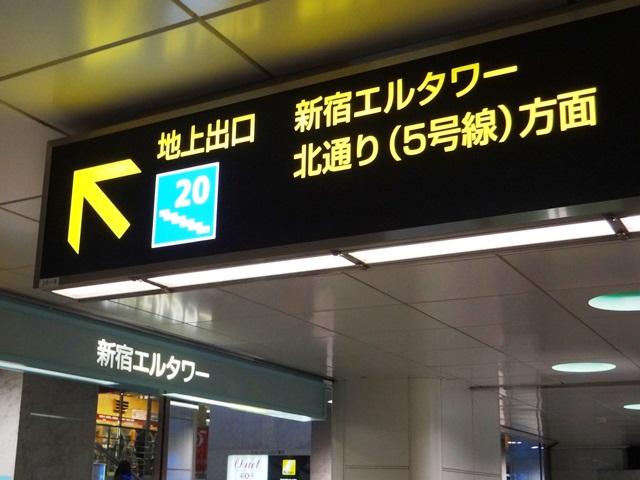 地上出口
20
新宿エルタワー
北通り(5号線)方面
新宿エルタワー